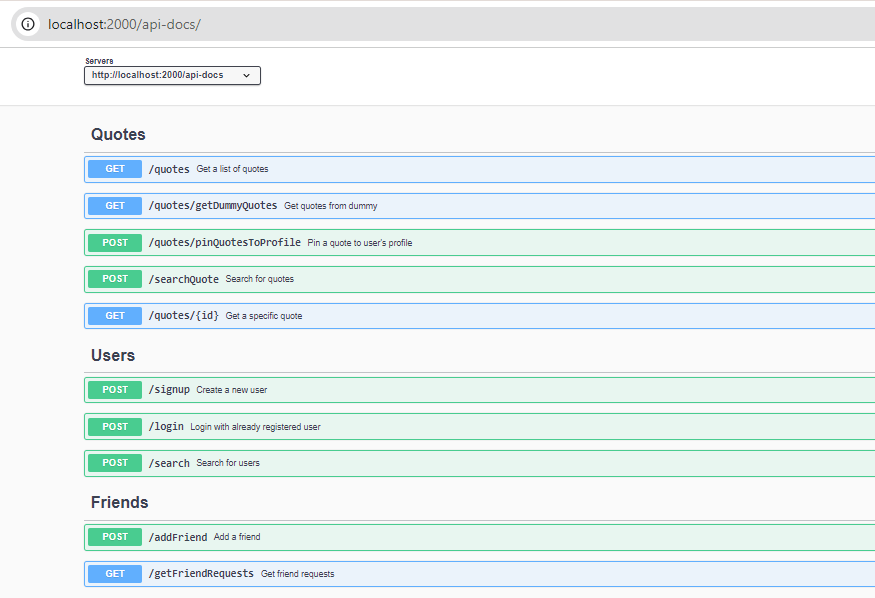 localhost:2000/api-docs/
Servers
http://localhost:2000/api-docs
Quotes
GET /quotes Get a list of quotes
GET /quotes/getDummyQuotes Get quotes from dummy
POST /quotes/pinQuotesToProfile Pin a quote to user's profile
POST /searchQuote Search for quotes
GET /quotes/{id} Get a specific quote
Users
POST /signup Create a new user
POST /login Login with already registered user
POST /search Search for users
Friends
POST /addFriend Add a friend
GET /getFriendRequests Get friend requests